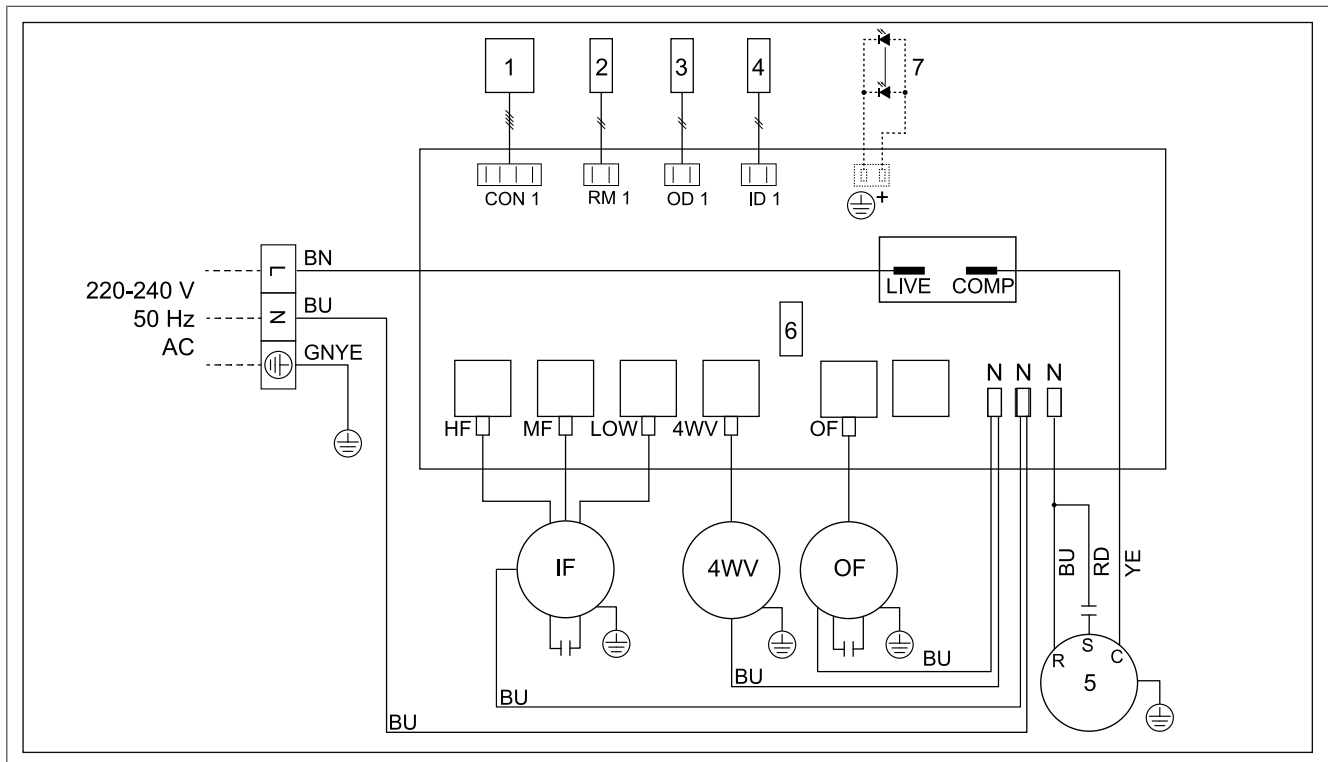 1 2 3 4 7
CON 1 RM 1 OD 1 ID 1 +
L BN
220-240 V
LIVE COMP
N BU
50 Hz
6
AC
GNYE
N N N
HF MF LOW 4WV OF
IF 4WV OF
BU RD YE
R S C
5
BU
BU
BU
BU